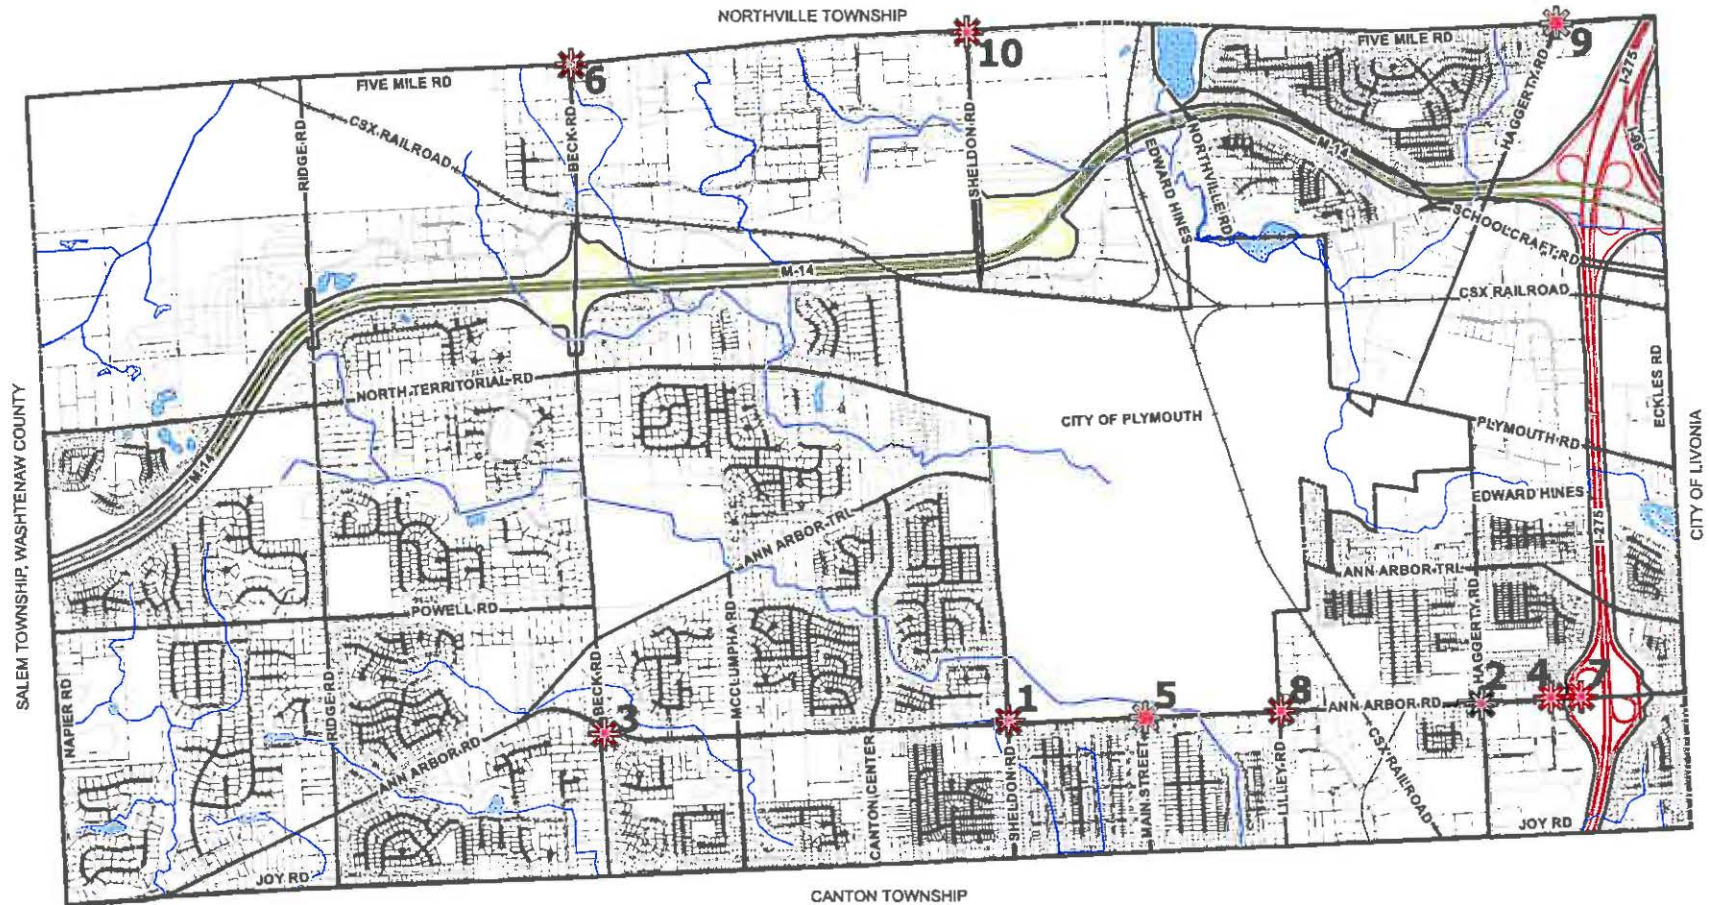 NORTHVILLE TOWNSHIP
10
9
6
FIVE MILE RD
FIVE MILE RD
CSX RAILROAD
RIDGE RD
BECK RD
SHELDON RD
EDWARD HINES
NORTHVILLE RD
M-14
HAGGERTY RD
I-275
I-96
SCHOOLCRAFT RD
M-14
CSX RAILROAD
NORTH TERRITORIAL RD
CITY OF PLYMOUTH
PLYMOUTH RD
ECKLES RD
SALEM TOWNSHIP, WASHTENAW COUNTY
CITY OF LIVONIA
M-14
EDWARD HINES
I-275
ANN ARBOR TRL
ANN ARBOR TRL
POWELL RD
MCCLUMPHA RD
HAGGERTY RD
NAPIER RD
RIDGE RD
BECK RD
3
1
5
8
ANN ARBOR RD
2
4
7
ANN ARBOR RD
CANTON CENTER
SHELDON RD
MAIN STREET
LILLEY RD
CSX RAILROAD
JOY RD
JOY RD
CANTON TOWNSHIP